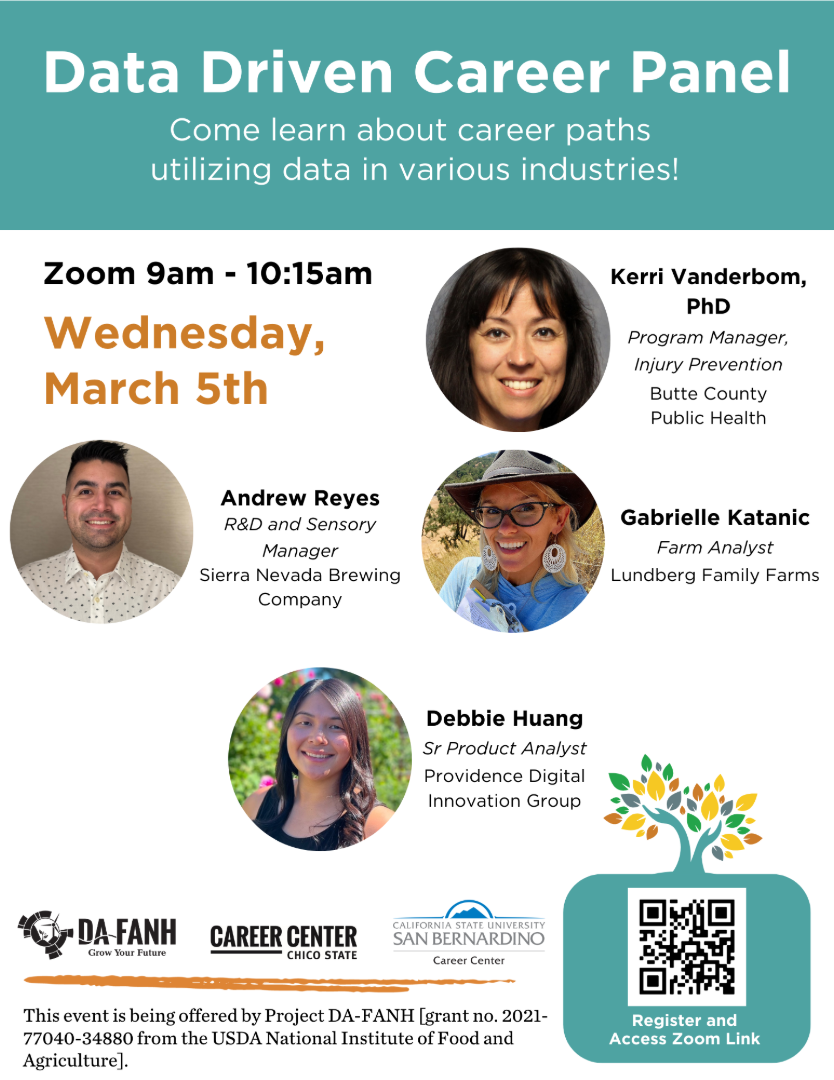 Data Driven Career Panel
Come learn about career paths
utilizing data in various industries!
Zoom 9am - 10:15am
Wednesday,
March 5th
Kerri Vanderbom,
PhD
Program Manager,
Injury Prevention
Butte County
Public Health
Andrew Reyes
R&D and Sensory
Manager
Sierra Nevada Brewing
Company
Gabrielle Katanic
Farm Analyst
Lundberg Family Farms
Debbie Huang
Sr Product Analyst
Providence Digital
Innovation Group
DA-FANH
Grow Your Future
CAREER CENTER
CHICO STATE
CALIFORNIA STATE UNIVERSITY
SAN BERNARDINO
Career Center
This event is being offered by Project DA-FANH [grant no. 2021-
77040-34880 from the USDA National Institute of Food and
Agriculture].
Register and
Access Zoom Link